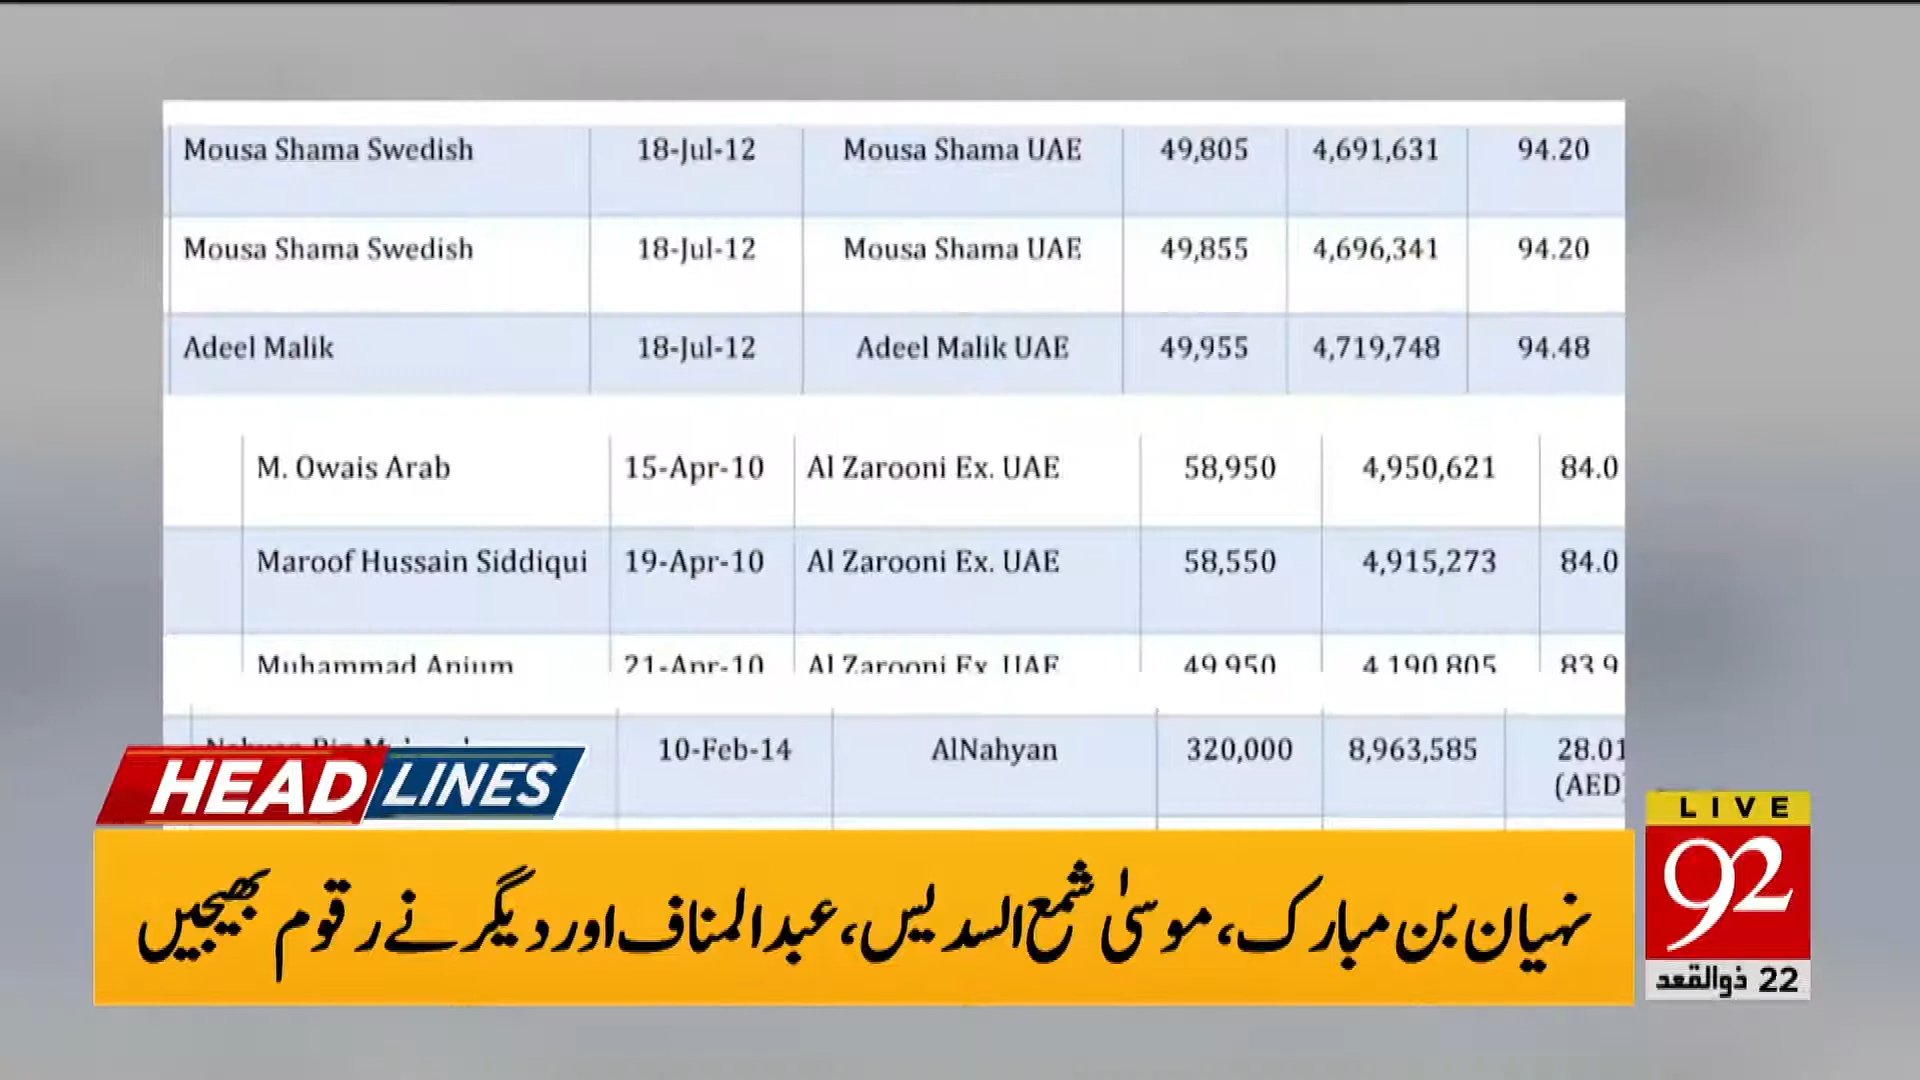 Mousa Shama Swedish 18-Jul-12 Mousa Shama UAE 49,805 4,691,631 94.20
Mousa Shama Swedish 18-Jul-12 Mousa Shama UAE 49,855 4,696,341 94.20
Adeel Malik 18-Jul-12 Adeel Malik UAE 49,955 4,719,748 94.48
M. Owais Arab 15-Apr-10 Al Zarooni Ex. UAE 58,950 4,950,621 84.0
Maroof Hussain Siddiqui 19-Apr-10 Al Zarooni Ex. UAE 58,550 4,915,273 84.0
Muhammad Anjum 21-Apr-10 Al Zarooni Ex. UAE 49,950 4,190,805 83.9
10-Feb-14 AlNahyan 320,000 8,963,585 28.01
(AED)
HEADLINES
نہیان بن مبارک، موسیٰ شمع السدیس، عبدالمناف اور دیگر نے رقوم بھیجیں
LIVE
92
22 ذوالقعد